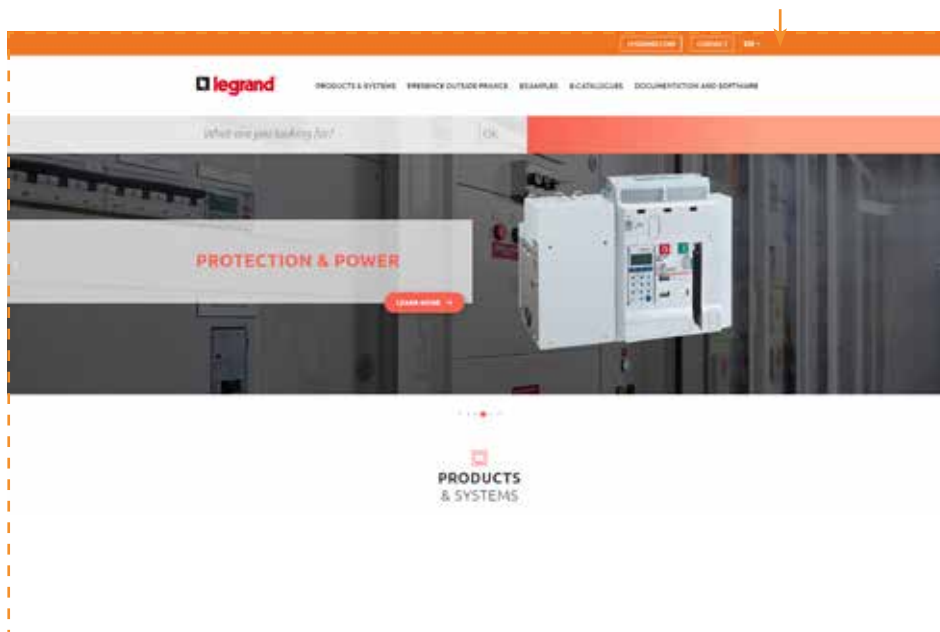 CONTACT
legrand
PRODUCTS & SYSTEMS PRESENCE OUTSIDE FRANCE EXAMPLES E-CATALOGUES DOCUMENTATION AND SOFTWARE
What are you looking for? OK
PROTECTION & POWER
LEARN MORE
PRODUCTS
& SYSTEMS